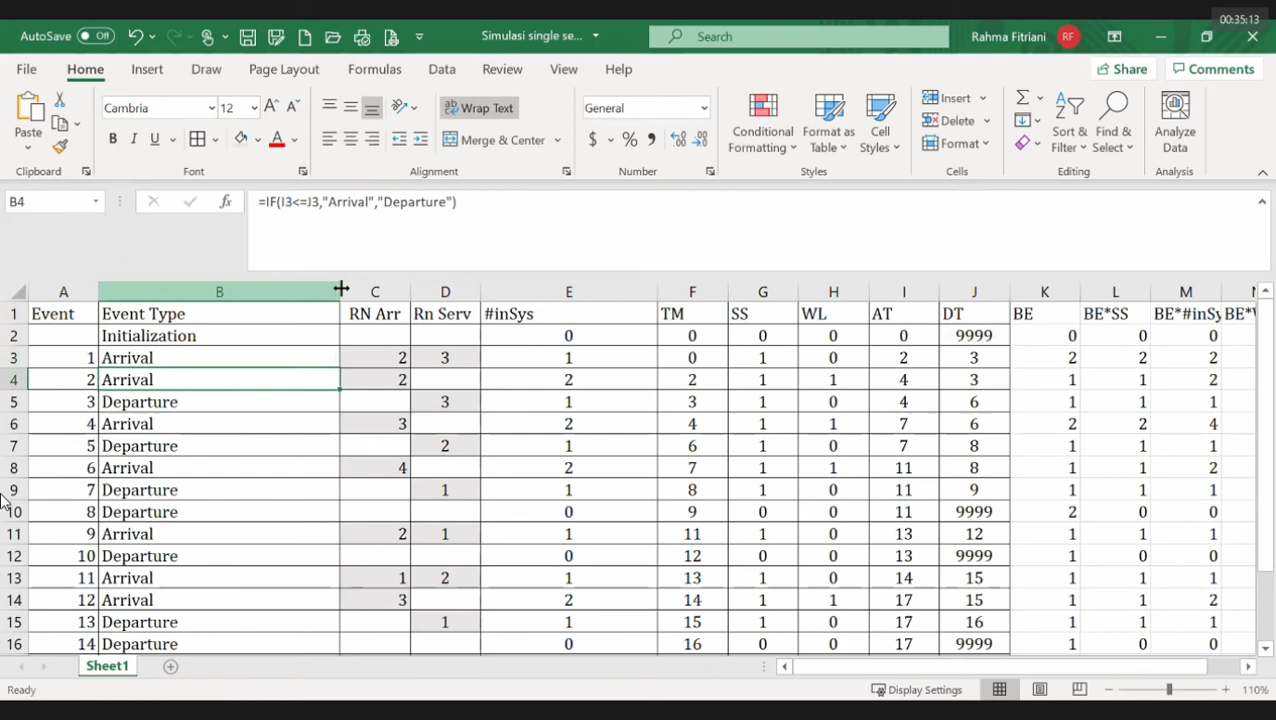 00:35:13
AutoSave Off Simulasi single se... Search Rahma Fitriani RF
File Home Insert Draw Page Layout Formulas Data Review View Help Share Comments
Paste Cambria 12 Wrap Text General Insert Delete Format
B I U A Merge & Center $ % Conditional Formatting Format as Table Cell Styles Sort & Filter Find & Select Analyze Data
Clipboard Font Alignment Number Styles Cells Editing Analysis
B4 fx =IF(I3<=J3,"Arrival","Departure")
A B C D E F G H I J K L M N
1 Event Event Type RN Arr Rn Serv #inSys TM SS WL AT DT BE BE*SS BE*#inSy BE*
2 Initialization 0 0 0 0 0 9999 0 0 0
3 1 Arrival 2 3 1 0 1 0 2 3 2 2 2
4 2 Arrival 2 2 2 1 1 4 3 1 1 2
5 3 Departure 3 1 3 1 0 4 6 1 1 1
6 4 Arrival 3 2 4 1 1 7 6 2 2 4
7 5 Departure 2 1 6 1 0 7 8 1 1 1
8 6 Arrival 4 2 7 1 1 11 8 1 1 2
9 7 Departure 1 1 8 1 0 11 9 1 1 1
10 8 Departure 0 9 0 0 11 9999 2 0 0
11 9 Arrival 2 1 1 11 1 0 13 12 1 1 1
12 10 Departure 0 12 0 0 13 9999 1 0 0
13 11 Arrival 1 2 1 13 1 0 14 15 1 1 1
14 12 Arrival 3 2 14 1 1 17 15 1 1 2
15 13 Departure 1 1 15 1 0 17 16 1 1 1
16 14 Departure 0 16 0 0 17 9999 1 0 0
Sheet1
Ready Display Settings 110%